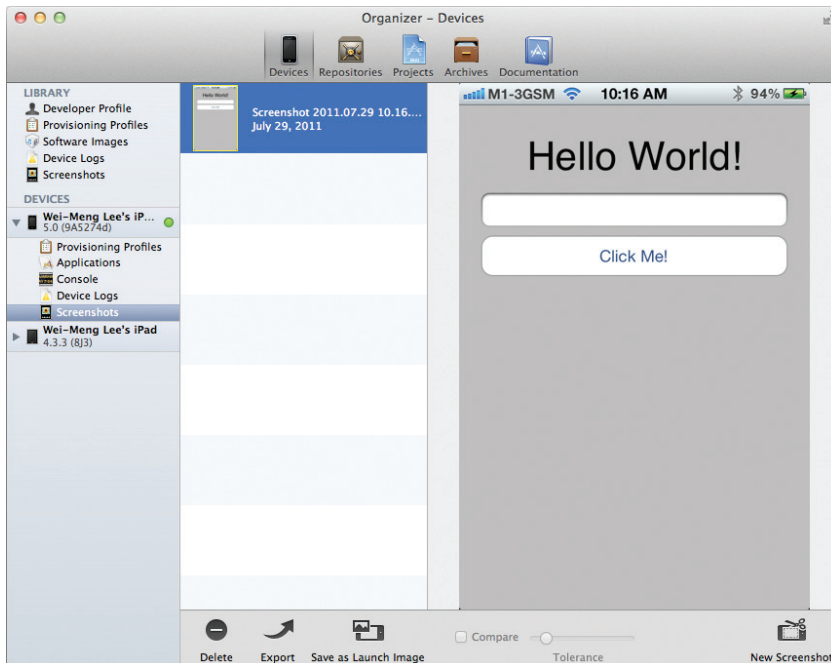 Organizer – Devices
Devices Repositories Projects Archives Documentation
LIBRARY
Developer Profile
Provisioning Profiles
Software Images
Device Logs
Screenshots
DEVICES
Wei-Meng Lee's iP...
5.0 (9A5274d)
Provisioning Profiles
Applications
Console
Device Logs
Screenshots
Wei-Meng Lee's iPad
4.3.3 (8J3)
Screenshot 2011.07.29 10.16....
July 29, 2011
M1-3GSM 10:16 AM 94%
Hello World!
Click Me!
Delete Export Save as Launch Image
Compare
Tolerance
New Screenshot